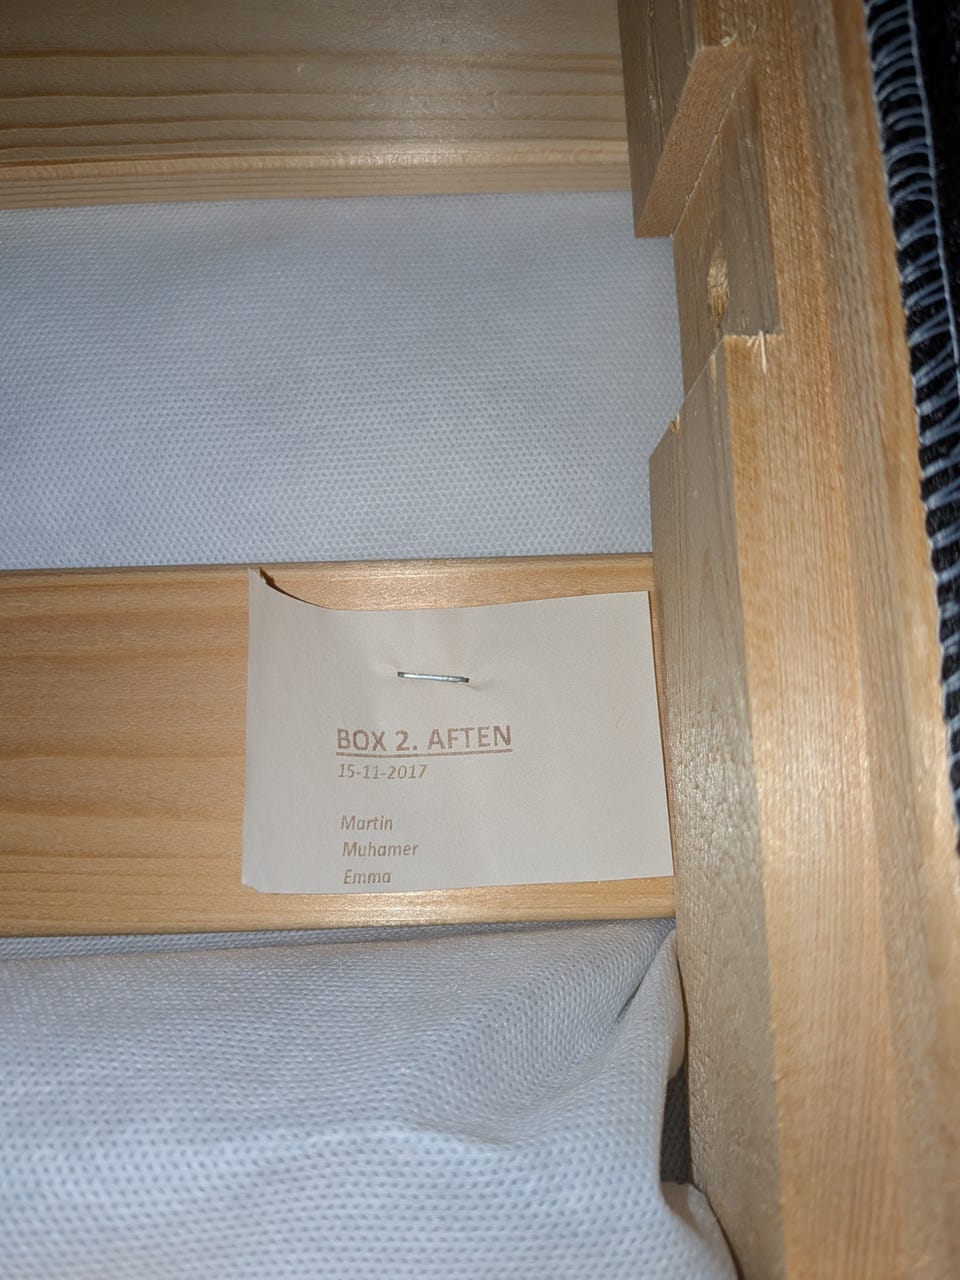 BOX 2. AFTEN
15-11-2017
Martin
Muhamer
Emma